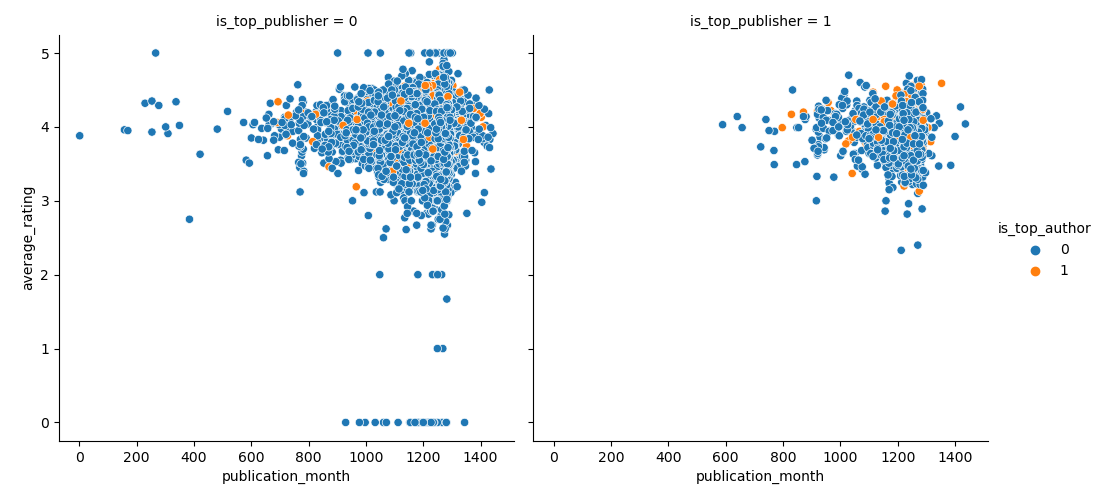 is_top_publisher = 0
is_top_publisher = 1
5
4
3
2
1
0
average_rating
0 200 400 600 800 1000 1200 1400
0 200 400 600 800 1000 1200 1400
publication_month
publication_month
is_top_author
0
1